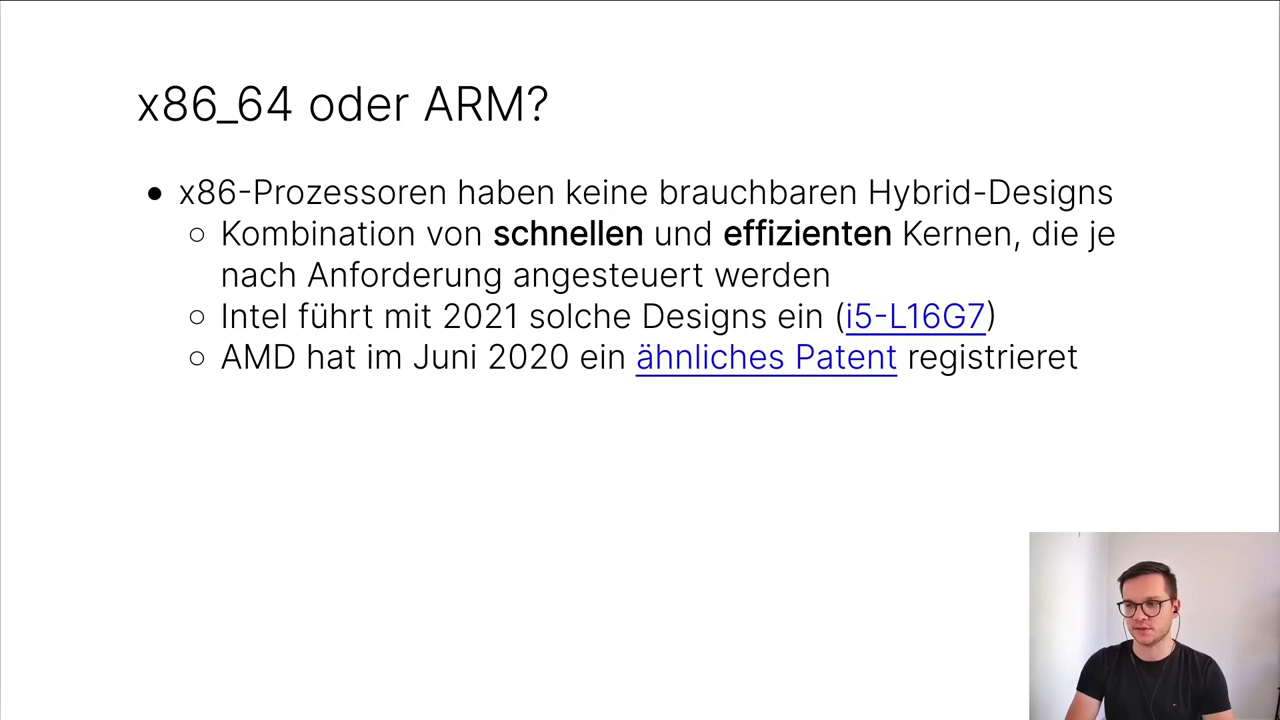 x86_64 oder ARM?
● x86-Prozessoren haben keine brauchbaren Hybrid-Designs
○ Kombination von schnellen und effizienten Kernen, die je
nach Anforderung angesteuert werden
○ Intel führt mit 2021 solche Designs ein (i5-L16G7)
○ AMD hat im Juni 2020 ein ähnliches Patent registrieret